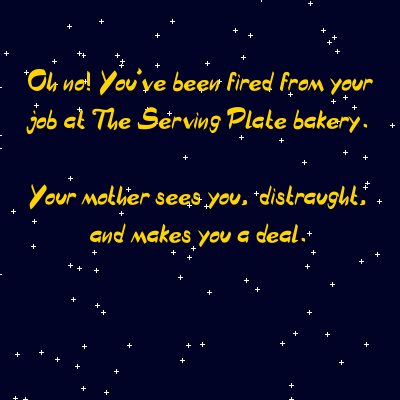 Oh no! You've been fired from your
job at The Serving Plate bakery.
Your mother sees you, distraught,
and makes you a deal.